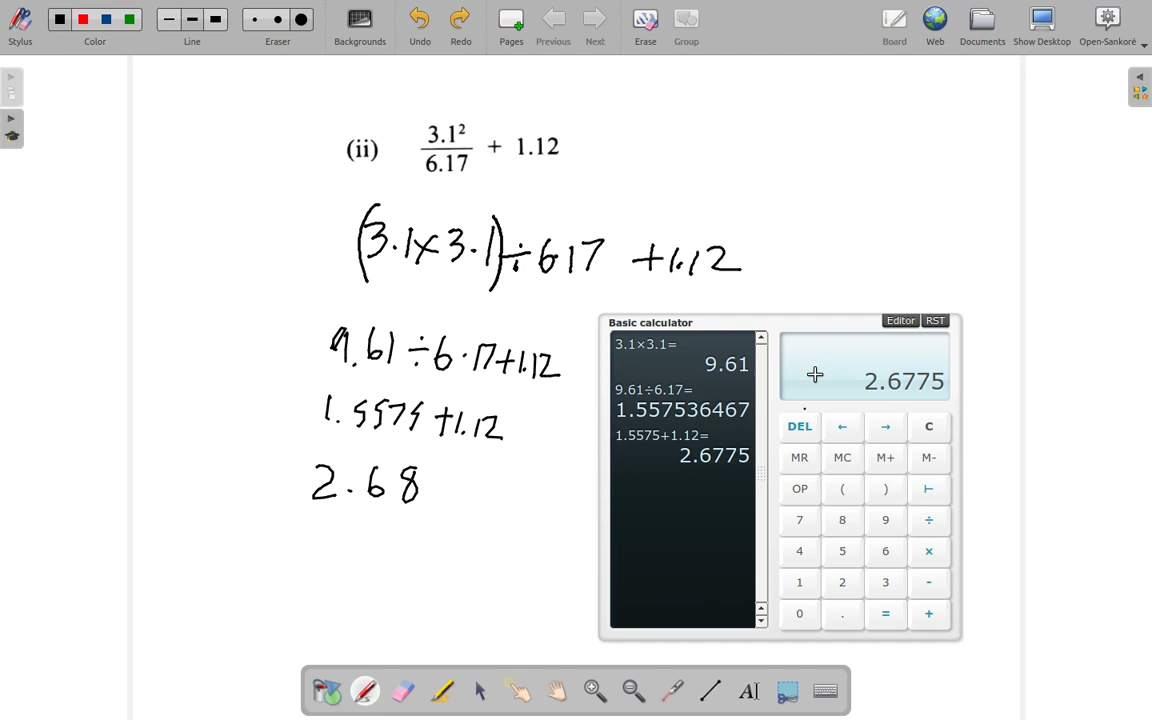 Stylus Color Line Eraser Backgrounds Undo Redo Pages Previous Next Erase Group Board Web Documents Show Desktop Open-Sankoré
(ii) 3.1² / 6.17 + 1.12
(3.1×3.1)÷617 +1.12
9.61÷6.17+1.12
1.5575+1.12
2.68
Basic calculator Editor RST
3.1×3.1=
9.61
9.61÷6.17=
1.557536467
1.5575+1.12=
2.6775
2.6775
DEL ← → C
MR MC M+ M-
OP ( ) ⊢
7 8 9 ÷
4 5 6 ×
1 2 3 -
0 . = +
AI